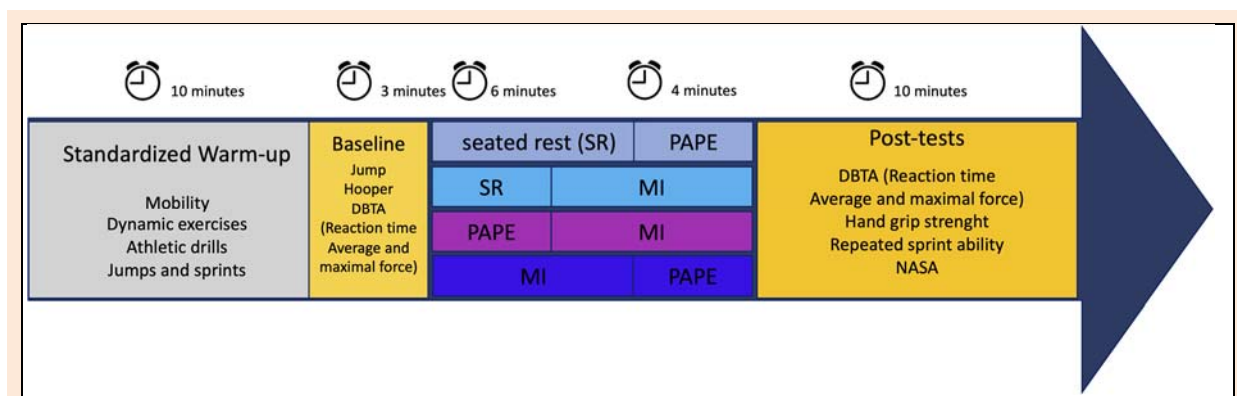 10 minutes
3 minutes
6 minutes
4 minutes
10 minutes
Standardized Warm-up
Mobility
Dynamic exercises
Athletic drills
Jumps and sprints
Baseline
Jump
Hooper
DBTA
(Reaction time
Average and
maximal force)
seated rest (SR)
PAPE
SR
MI
PAPE
MI
MI
PAPE
Post-tests
DBTA (Reaction time
Average and maximal force)
Hand grip strenght
Repeated sprint ability
NASA